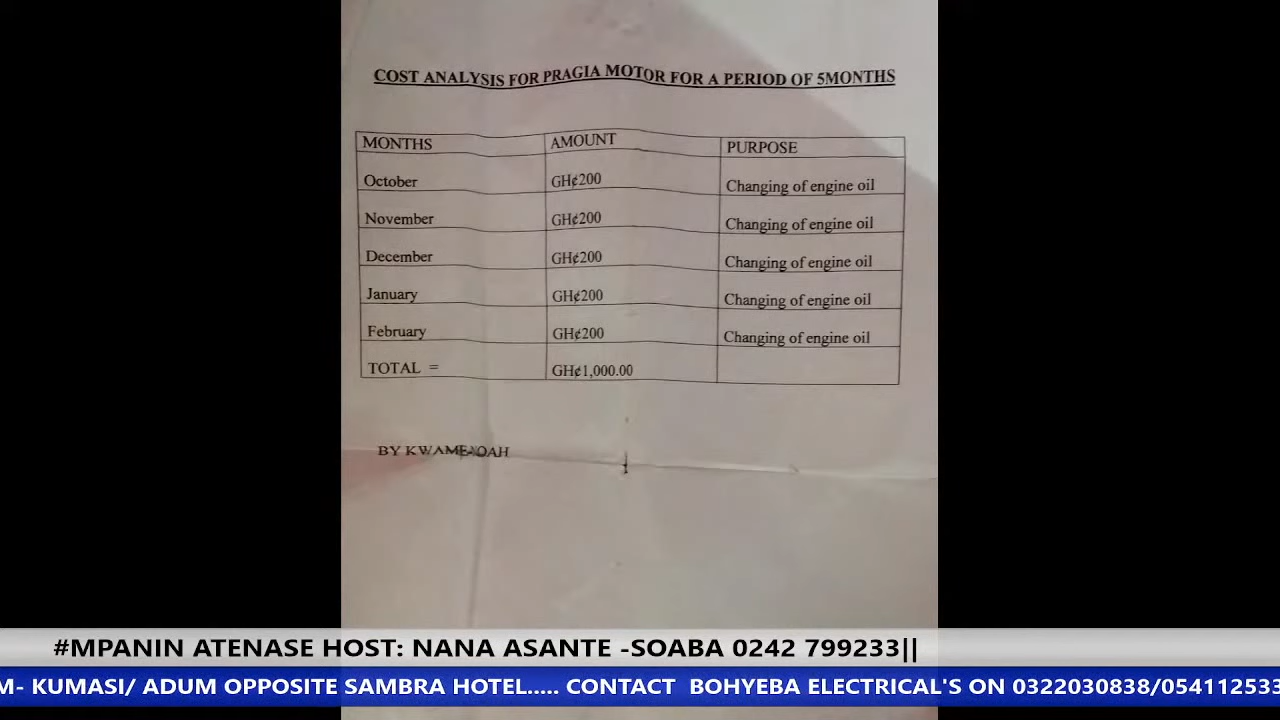 COST ANALYSIS FOR PRAGIA MOTOR FOR A PERIOD OF 5MONTHS
MONTHS AMOUNT PURPOSE
October GH¢200 Changing of engine oil
November GH¢200 Changing of engine oil
December GH¢200 Changing of engine oil
January GH¢200 Changing of engine oil
February GH¢200 Changing of engine oil
TOTAL = GH¢1,000.00
BY KWAME
#MPANIN ATENASE HOST: NANA ASANTE -SOABA 0242 799233||
M- KUMASI/ ADUM OPPOSITE SAMBRA HOTEL..... CONTACT BOHYEBA ELECTRICAL'S ON 0322030838/054112533